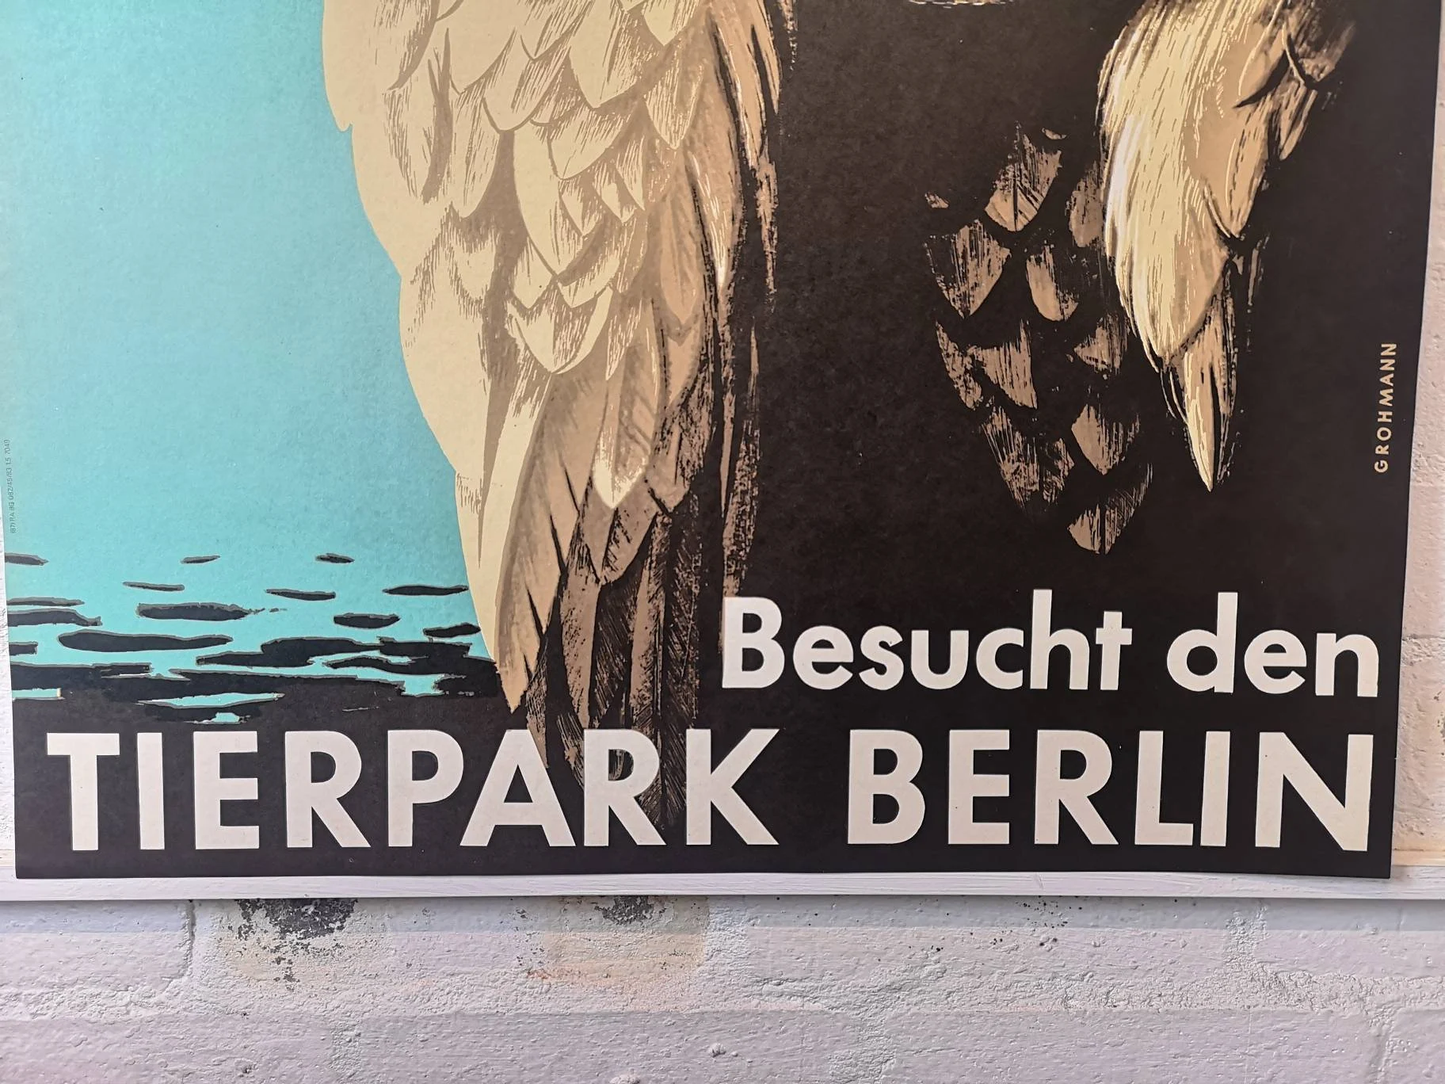 GROHMANN
Besucht den
TIERPARK BERLIN